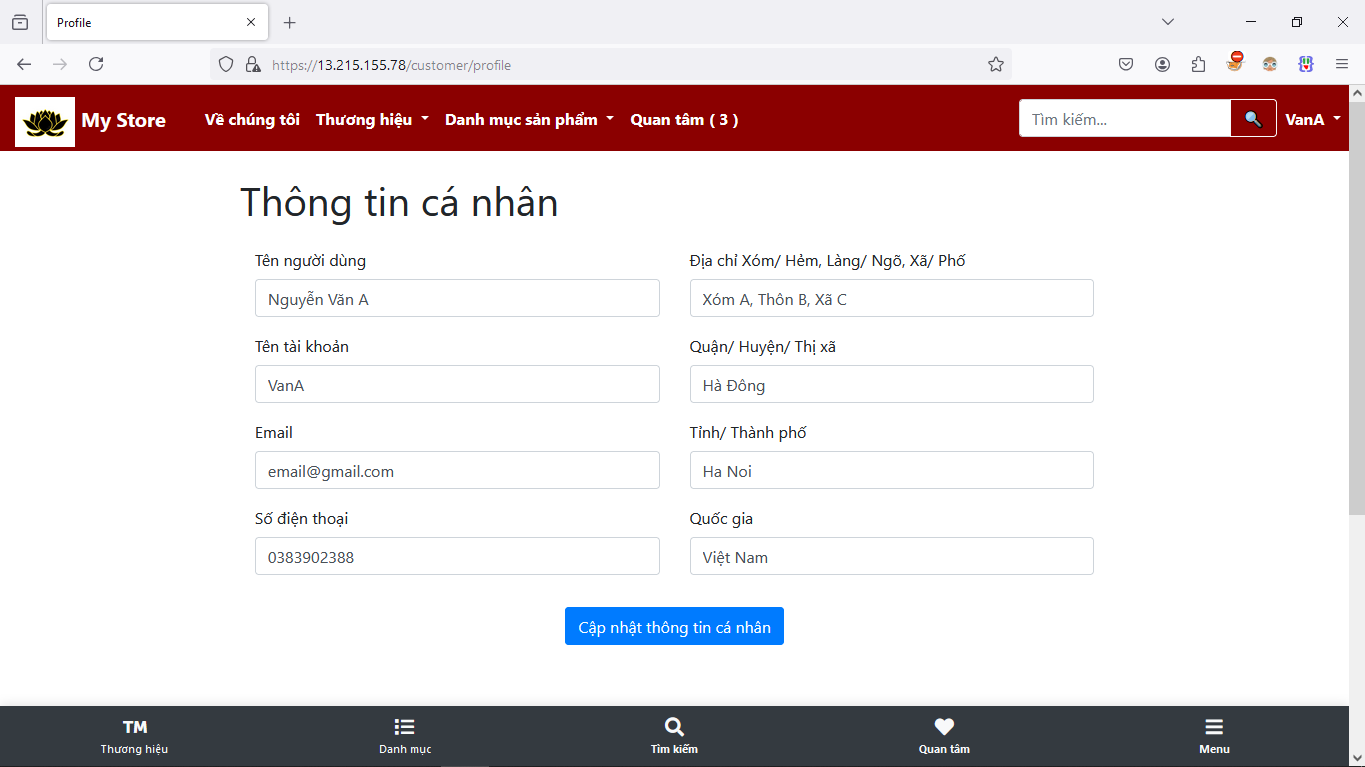 Profile
https://13.215.155.78/customer/profile
My Store
Về chúng tôi
Thương hiệu
Danh mục sản phẩm
Quan tâm ( 3 )
Tìm kiếm...
VanA
Thông tin cá nhân
Tên người dùng
Nguyễn Văn A
Tên tài khoản
VanA
Email
email@gmail.com
Số điện thoại
0383902388
Địa chỉ Xóm/ Hẻm, Làng/ Ngõ, Xã/ Phố
Xóm A, Thôn B, Xã C
Quận/ Huyện/ Thị xã
Hà Đông
Tỉnh/ Thành phố
Ha Noi
Quốc gia
Việt Nam
Cập nhật thông tin cá nhân
TM
Thương hiệu
Danh mục
Tìm kiếm
Quan tâm
Menu